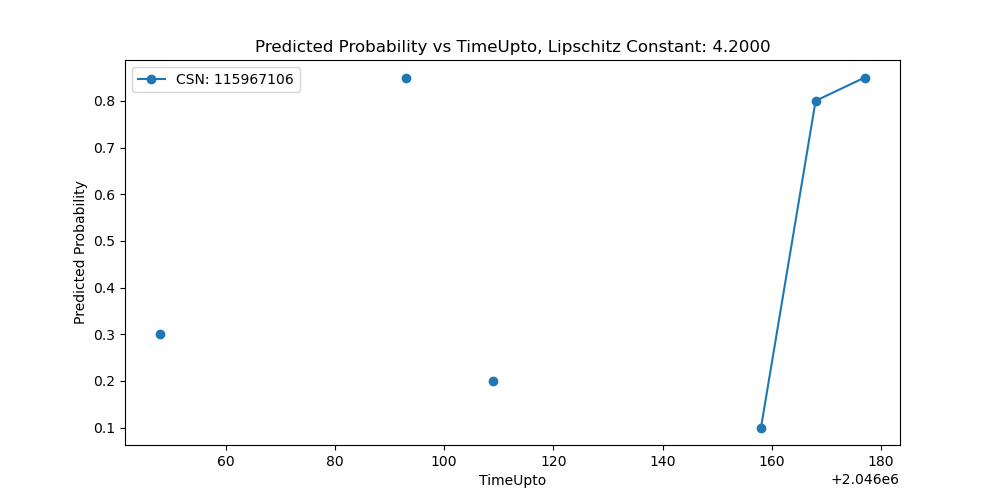 Predicted Probability vs TimeUpto, Lipschitz Constant: 4.2000
CSN: 115967106
Predicted Probability
0.8
0.7
0.6
0.5
0.4
0.3
0.2
0.1
60 80 100 120 140 160 180
TimeUpto
+2.046e6